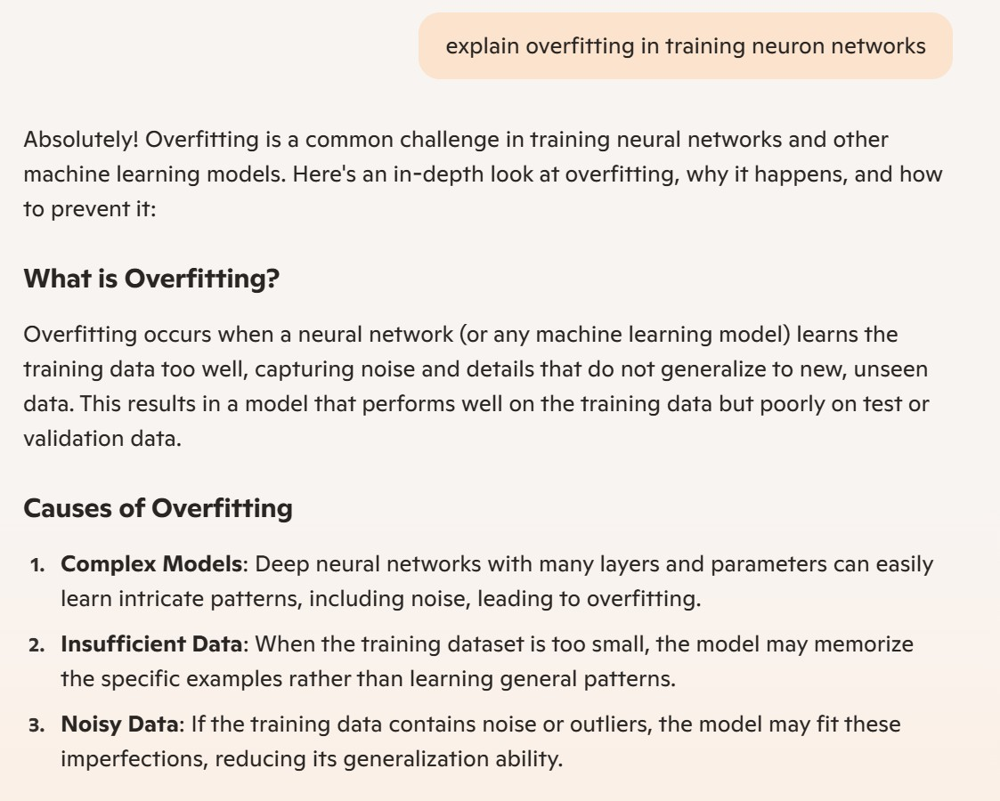 explain overfitting in training neuron networks
Absolutely! Overfitting is a common challenge in training neural networks and other
machine learning models. Here's an in-depth look at overfitting, why it happens, and how
to prevent it:
What is Overfitting?
Overfitting occurs when a neural network (or any machine learning model) learns the
training data too well, capturing noise and details that do not generalize to new, unseen
data. This results in a model that performs well on the training data but poorly on test or
validation data.
Causes of Overfitting
1. Complex Models: Deep neural networks with many layers and parameters can easily
learn intricate patterns, including noise, leading to overfitting.
2. Insufficient Data: When the training dataset is too small, the model may memorize
the specific examples rather than learning general patterns.
3. Noisy Data: If the training data contains noise or outliers, the model may fit these
imperfections, reducing its generalization ability.